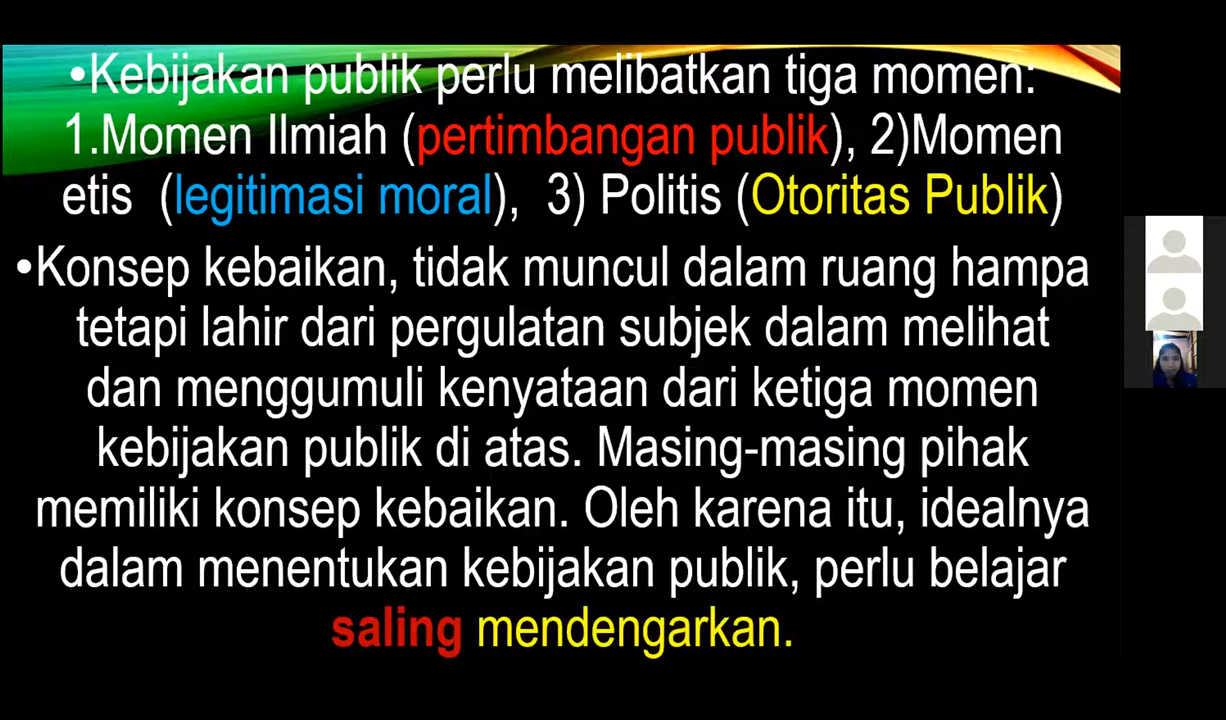 •Kebijakan publik perlu melibatkan tiga momen:
1.Momen Ilmiah (pertimbangan publik), 2)Momen
etis (legitimasi moral), 3) Politis (Otoritas Publik)
•Konsep kebaikan, tidak muncul dalam ruang hampa
tetapi lahir dari pergulatan subjek dalam melihat
dan menggumuli kenyataan dari ketiga momen
kebijakan publik di atas. Masing-masing pihak
memiliki konsep kebaikan. Oleh karena itu, idealnya
dalam menentukan kebijakan publik, perlu belajar
saling mendengarkan.